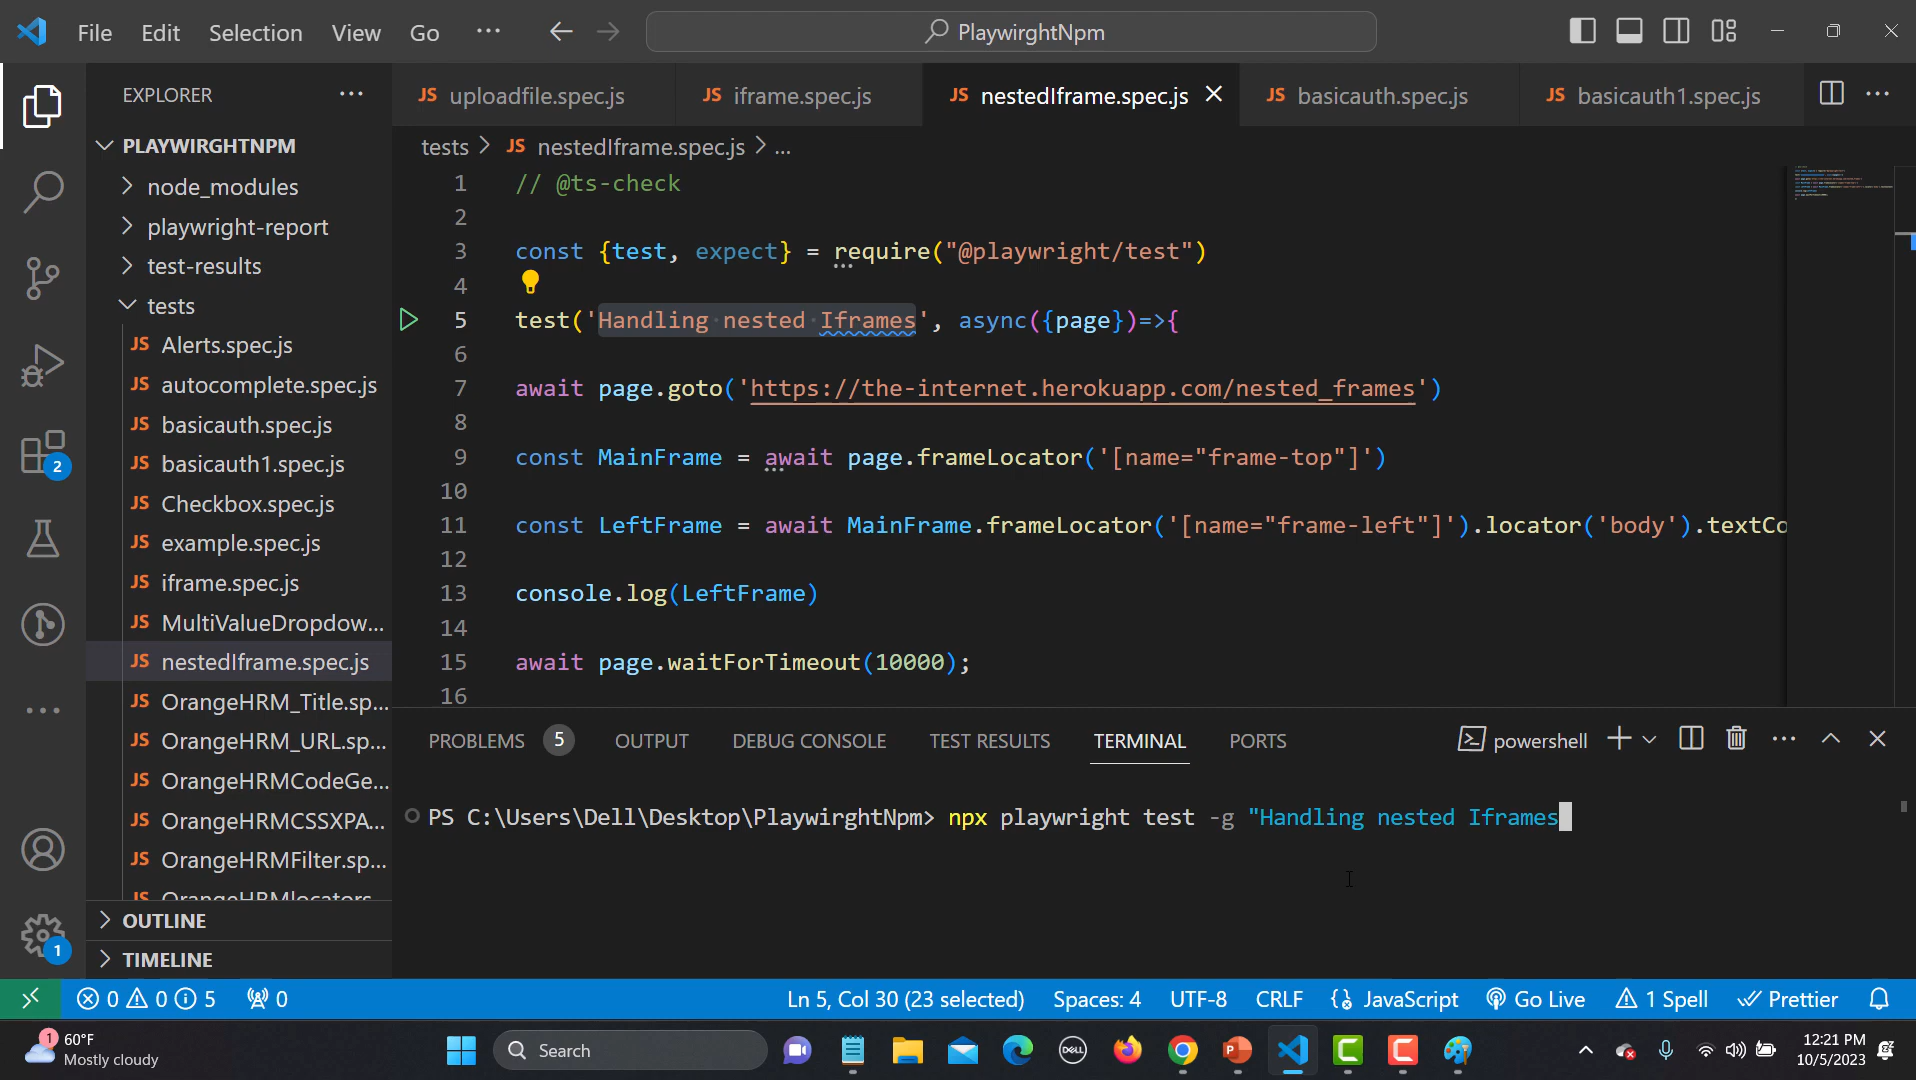 File Edit Selection View Go ··· PlaywirghtNpm
EXPLORER ···
PLAYWIRGHTNPM
node_modules
playwright-report
test-results
tests
JS Alerts.spec.js
JS autocomplete.spec.js
JS basicauth.spec.js
JS basicauth1.spec.js
JS Checkbox.spec.js
JS example.spec.js
JS iframe.spec.js
JS MultiValueDropdow...
JS nestedIframe.spec.js
JS OrangeHRM_Title.sp...
JS OrangeHRM_URL.sp...
JS OrangeHRMCodeGe...
JS OrangeHRMCSSXPA...
JS OrangeHRMFilter.sp...
OrangeHRMlocators
OUTLINE
TIMELINE
2
1
JS uploadfile.spec.js JS iframe.spec.js JS nestedIframe.spec.js JS basicauth.spec.js JS basicauth1.spec.js
tests > JS nestedIframe.spec.js > ...
1 // @ts-check
2
3 const {test, expect} = require("@playwright/test")
4
5 test('Handling nested Iframes', async({page})=>{
6
7 await page.goto('https://the-internet.herokuapp.com/nested_frames')
8
9 const MainFrame = await page.frameLocator('[name="frame-top"]')
10
11 const LeftFrame = await MainFrame.frameLocator('[name="frame-left"]').locator('body').textCo
12
13 console.log(LeftFrame)
14
15 await page.waitForTimeout(10000);
16
PROBLEMS 5 OUTPUT DEBUG CONSOLE TEST RESULTS TERMINAL PORTS powershell
PS C:\Users\Dell\Desktop\PlaywirghtNpm> npx playwright test -g "Handling nested Iframes
0 0 5 0 Ln 5, Col 30 (23 selected) Spaces: 4 UTF-8 CRLF JavaScript Go Live 1 Spell Prettier
1 60°F
Mostly cloudy
Search
DELL
12:21 PM
10/5/2023